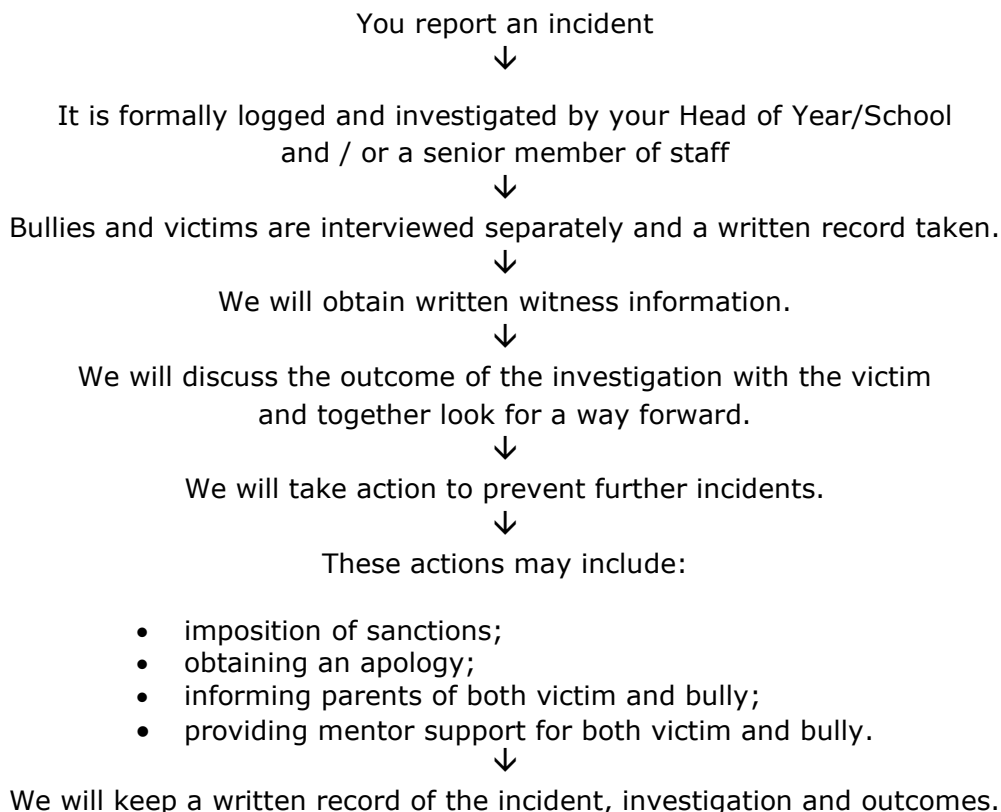 You report an incident
↓
It is formally logged and investigated by your Head of Year/School
and / or a senior member of staff
↓
Bullies and victims are interviewed separately and a written record taken.
↓
We will obtain written witness information.
↓
We will discuss the outcome of the investigation with the victim
and together look for a way forward.
↓
We will take action to prevent further incidents.
↓
These actions may include:
• imposition of sanctions;
• obtaining an apology;
• informing parents of both victim and bully;
• providing mentor support for both victim and bully.
↓
We will keep a written record of the incident, investigation and outcomes.